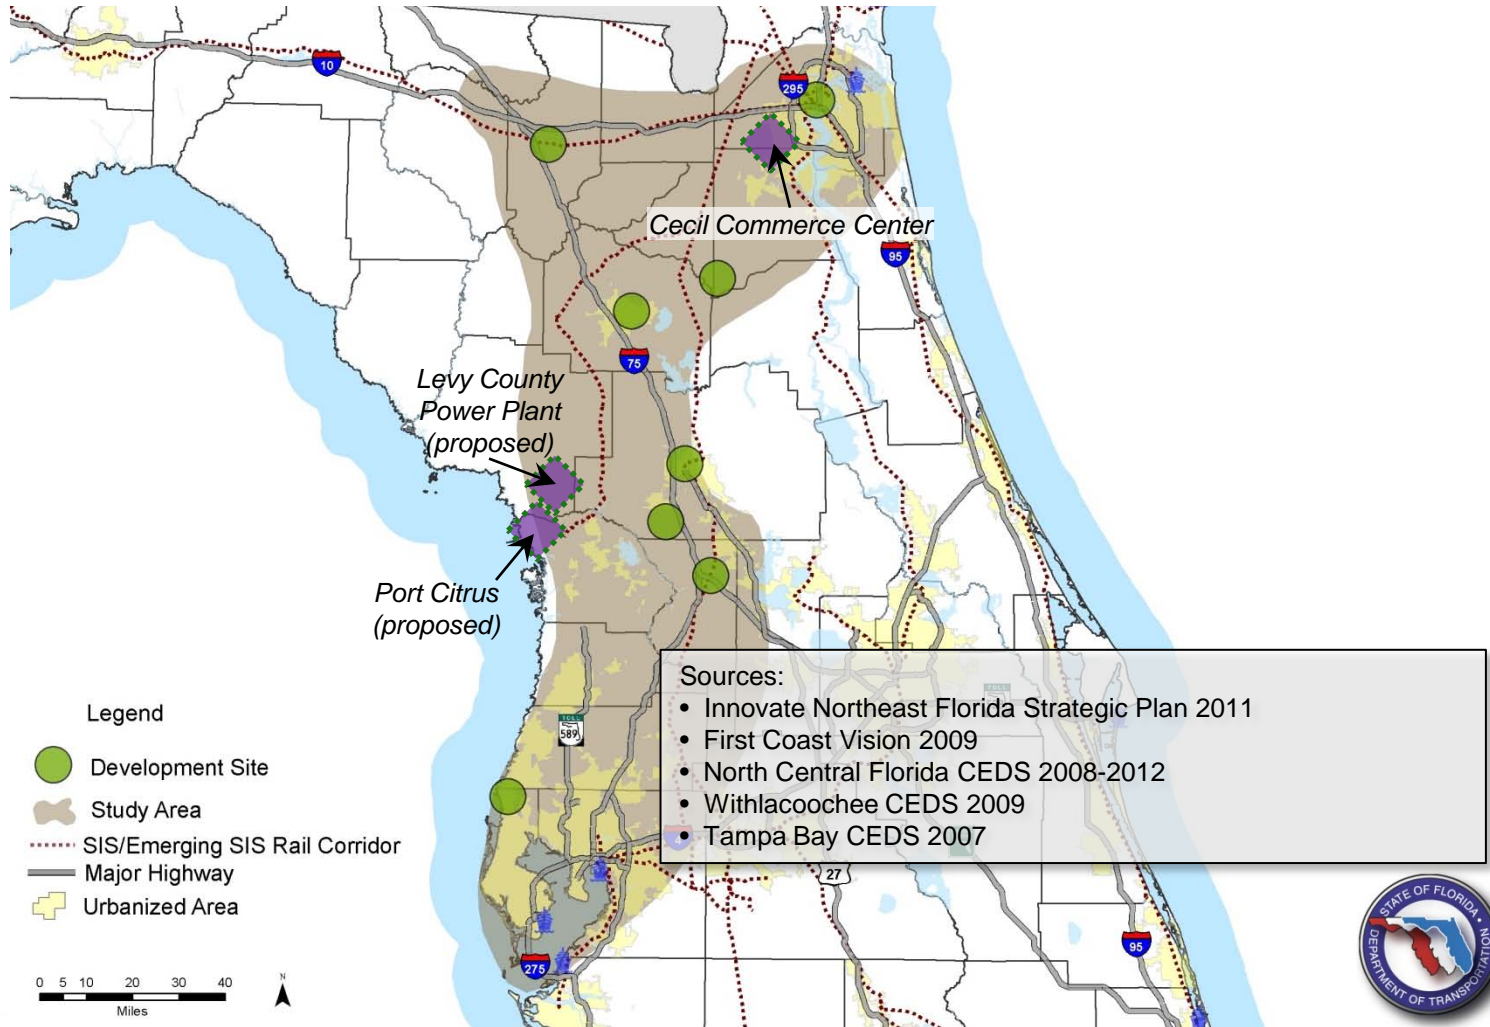 10
295
Cecil Commerce Center
95
75
Levy County
Power Plant
(proposed)
Port Citrus
(proposed)
Sources:
• Innovate Northeast Florida Strategic Plan 2011
• First Coast Vision 2009
• North Central Florida CEDS 2008-2012
• Withlacoochee CEDS 2009
• Tampa Bay CEDS 2007
TOLL
589
Legend
Development Site
Study Area
SIS/Emerging SIS Rail Corridor
Major Highway
Urbanized Area
27
95
275
0 5 10 20 30 40
Miles
N
STATE OF FLORIDA
DEPARTMENT OF TRANSPORTATION